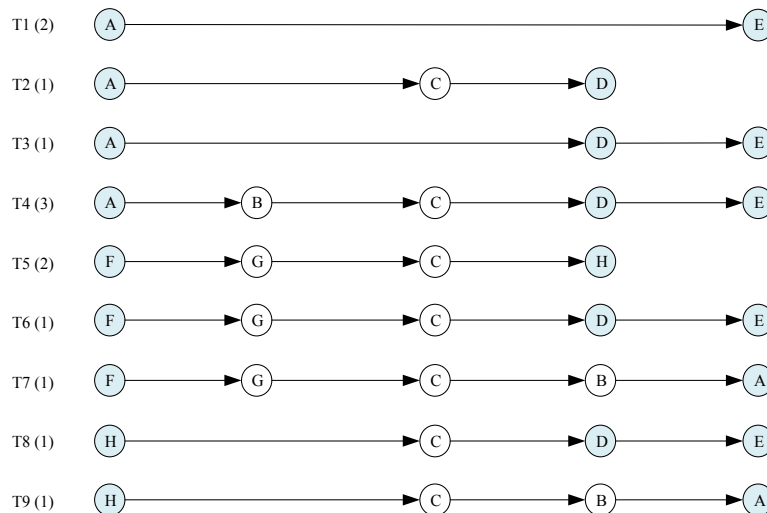 T1 (2) A E
T2 (1) A C D
T3 (1) A D E
T4 (3) A B C D E
T5 (2) F G C H
T6 (1) F G C D E
T7 (1) F G C B A
T8 (1) H C D E
T9 (1) H C B A